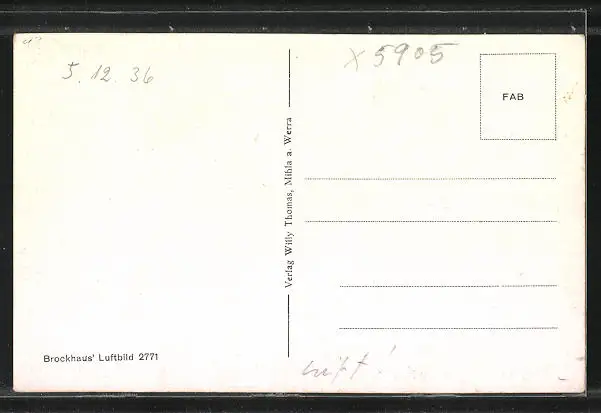 5.12.36
x 5905
FAB
Verlag Willy Thomas, Mihla a. Werra
Brockhaus' Luftbild 2771